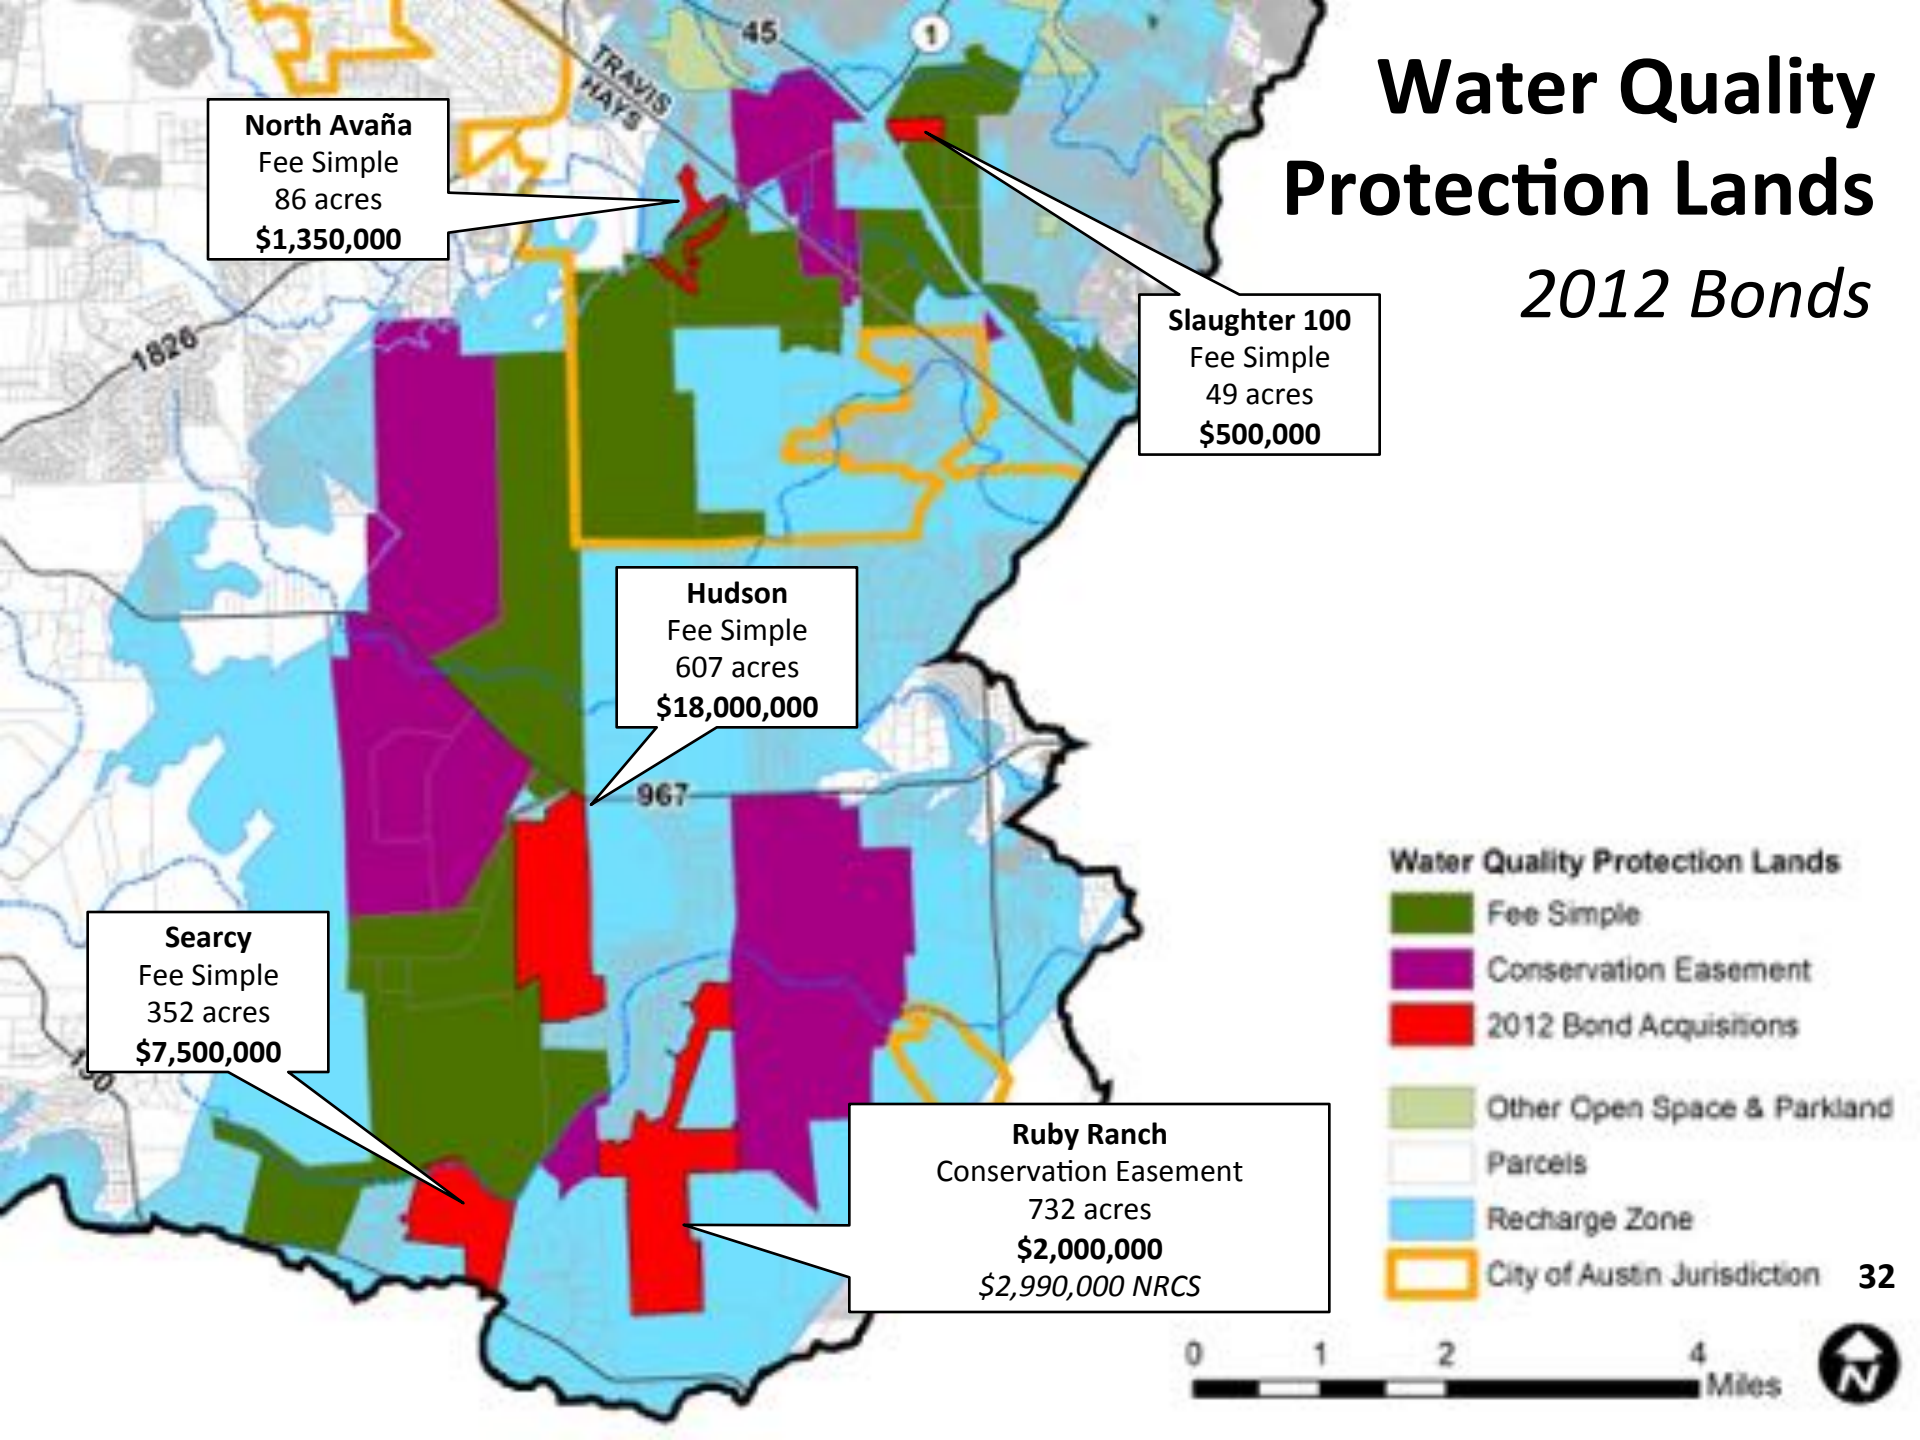 Water Quality
Protection Lands
2012 Bonds
45
1
TRAVIS
HAYS
North Avaña
Fee Simple
86 acres
$1,350,000
1826
Slaughter 100
Fee Simple
49 acres
$500,000
Hudson
Fee Simple
607 acres
$18,000,000
967
Searcy
Fee Simple
352 acres
$7,500,000
Ruby Ranch
Conservation Easement
732 acres
$2,000,000
$2,990,000 NRCS
Water Quality Protection Lands
Fee Simple
Conservation Easement
2012 Bond Acquisitions
Other Open Space & Parkland
Parcels
Recharge Zone
City of Austin Jurisdiction
32
0 1 2 4
Miles
N